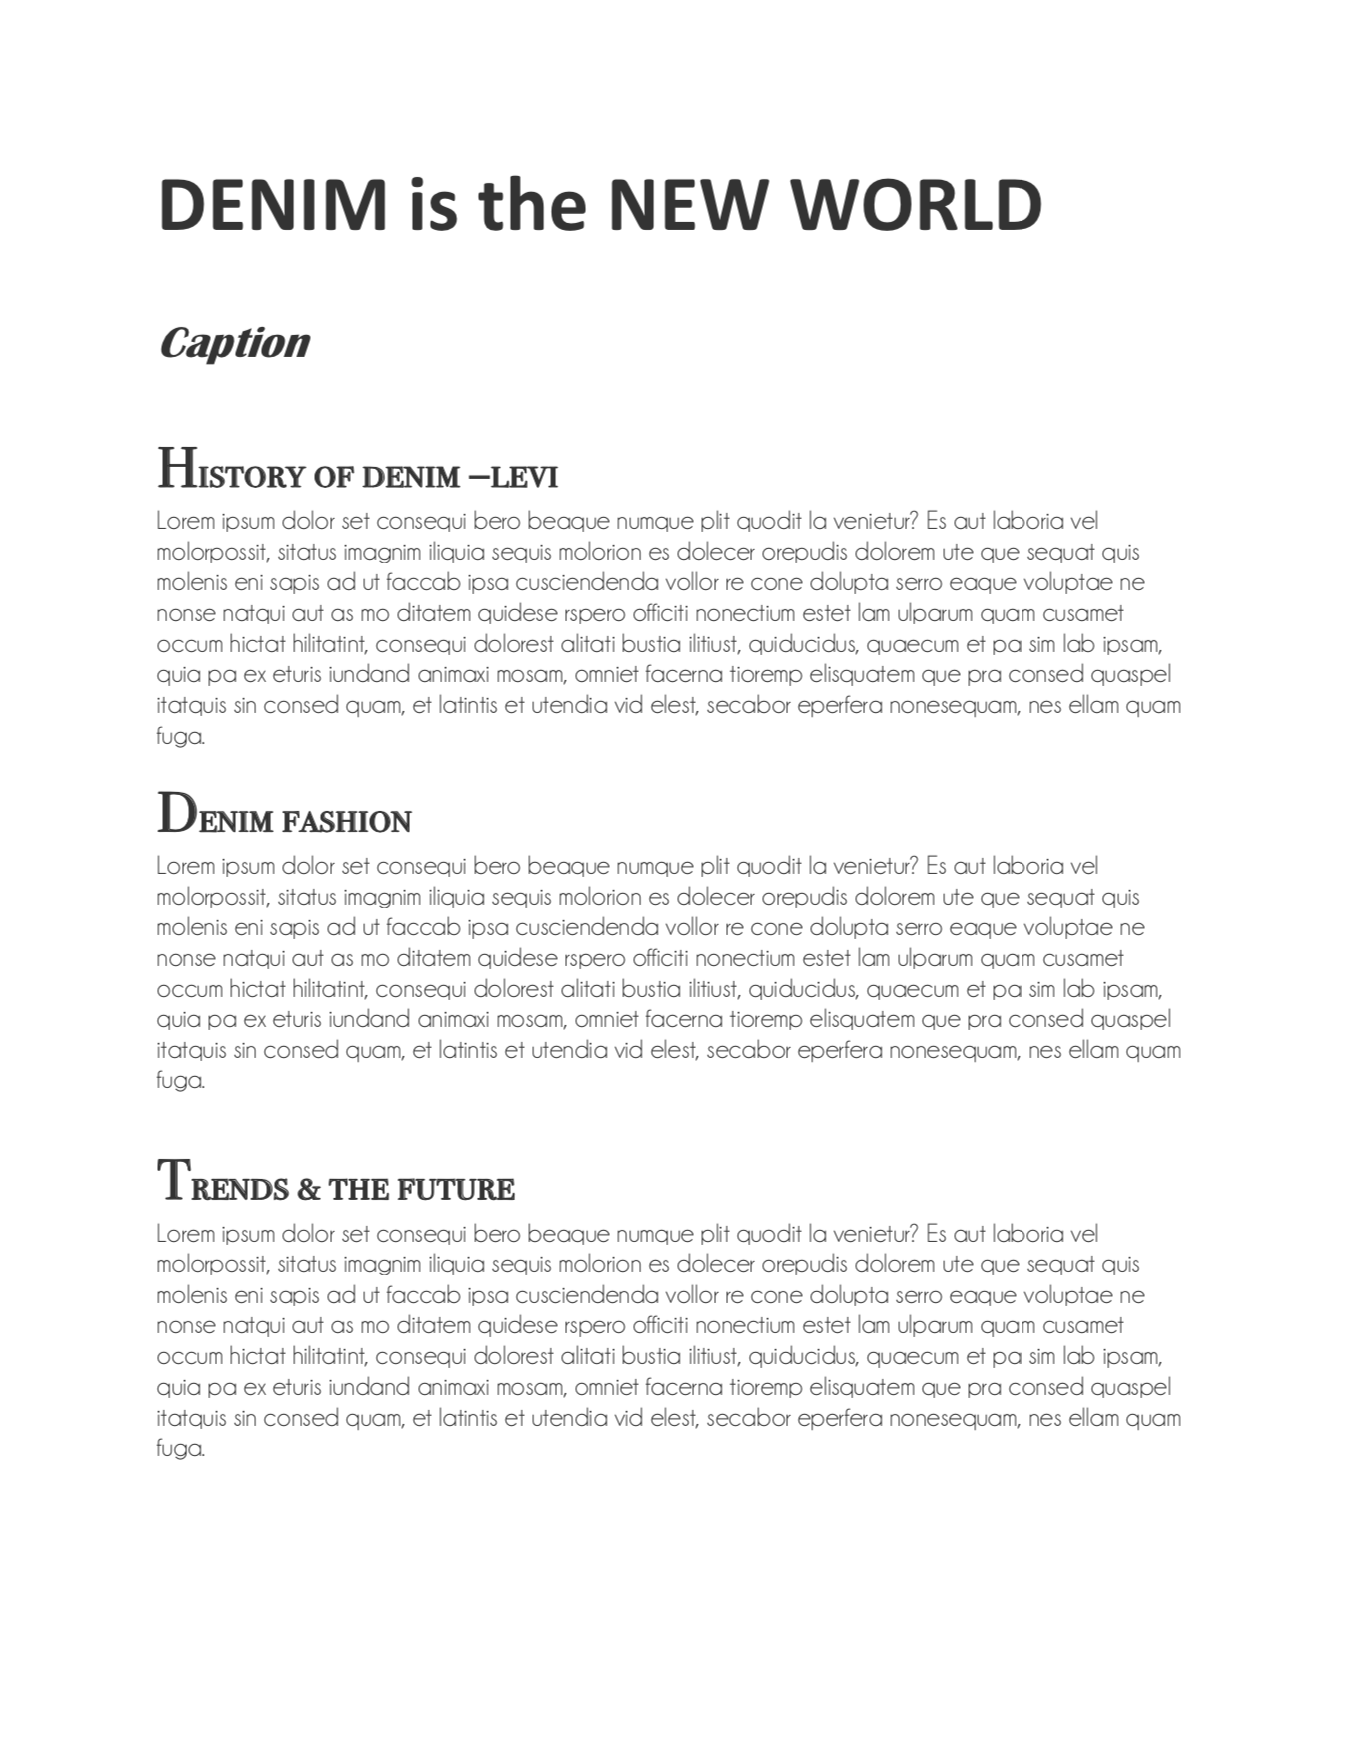 DENIM is the NEW WORLD
Caption
HISTORY OF DENIM –LEVI
Lorem ipsum dolor set consequi bero beaque numque plit quodit la venietur? Es aut laboria vel
molorpossit, sitatus imagnim iliquia sequis molorion es dolecer orepudis dolorem ute que sequat quis
molenis eni sapis ad ut faccab ipsa cusciendenda vollor re cone dolupta serro eaque voluptae ne
nonse natqui aut as mo ditatem quidese rspero officiti nonectium estet lam ulparum quam cusamet
occum hictat hilitatint, consequi dolorest alitati bustia ilitiust, quiducidus, quaecum et pa sim lab ipsam,
quia pa ex eturis iundand animaxi mosam, omniet facerna tioremp elisquatem que pra consed quaspel
itatquis sin consed quam, et latintis et utendia vid elest, secabor eperfera nonesequam, nes ellam quam
fuga.
DENIM FASHION
Lorem ipsum dolor set consequi bero beaque numque plit quodit la venietur? Es aut laboria vel
molorpossit, sitatus imagnim iliquia sequis molorion es dolecer orepudis dolorem ute que sequat quis
molenis eni sapis ad ut faccab ipsa cusciendenda vollor re cone dolupta serro eaque voluptae ne
nonse natqui aut as mo ditatem quidese rspero officiti nonectium estet lam ulparum quam cusamet
occum hictat hilitatint, consequi dolorest alitati bustia ilitiust, quiducidus, quaecum et pa sim lab ipsam,
quia pa ex eturis iundand animaxi mosam, omniet facerna tioremp elisquatem que pra consed quaspel
itatquis sin consed quam, et latintis et utendia vid elest, secabor eperfera nonesequam, nes ellam quam
fuga.
TRENDS & THE FUTURE
Lorem ipsum dolor set consequi bero beaque numque plit quodit la venietur? Es aut laboria vel
molorpossit, sitatus imagnim iliquia sequis molorion es dolecer orepudis dolorem ute que sequat quis
molenis eni sapis ad ut faccab ipsa cusciendenda vollor re cone dolupta serro eaque voluptae ne
nonse natqui aut as mo ditatem quidese rspero officiti nonectium estet lam ulparum quam cusamet
occum hictat hilitatint, consequi dolorest alitati bustia ilitiust, quiducidus, quaecum et pa sim lab ipsam,
quia pa ex eturis iundand animaxi mosam, omniet facerna tioremp elisquatem que pra consed quaspel
itatquis sin consed quam, et latintis et utendia vid elest, secabor eperfera nonesequam, nes ellam quam
fuga.